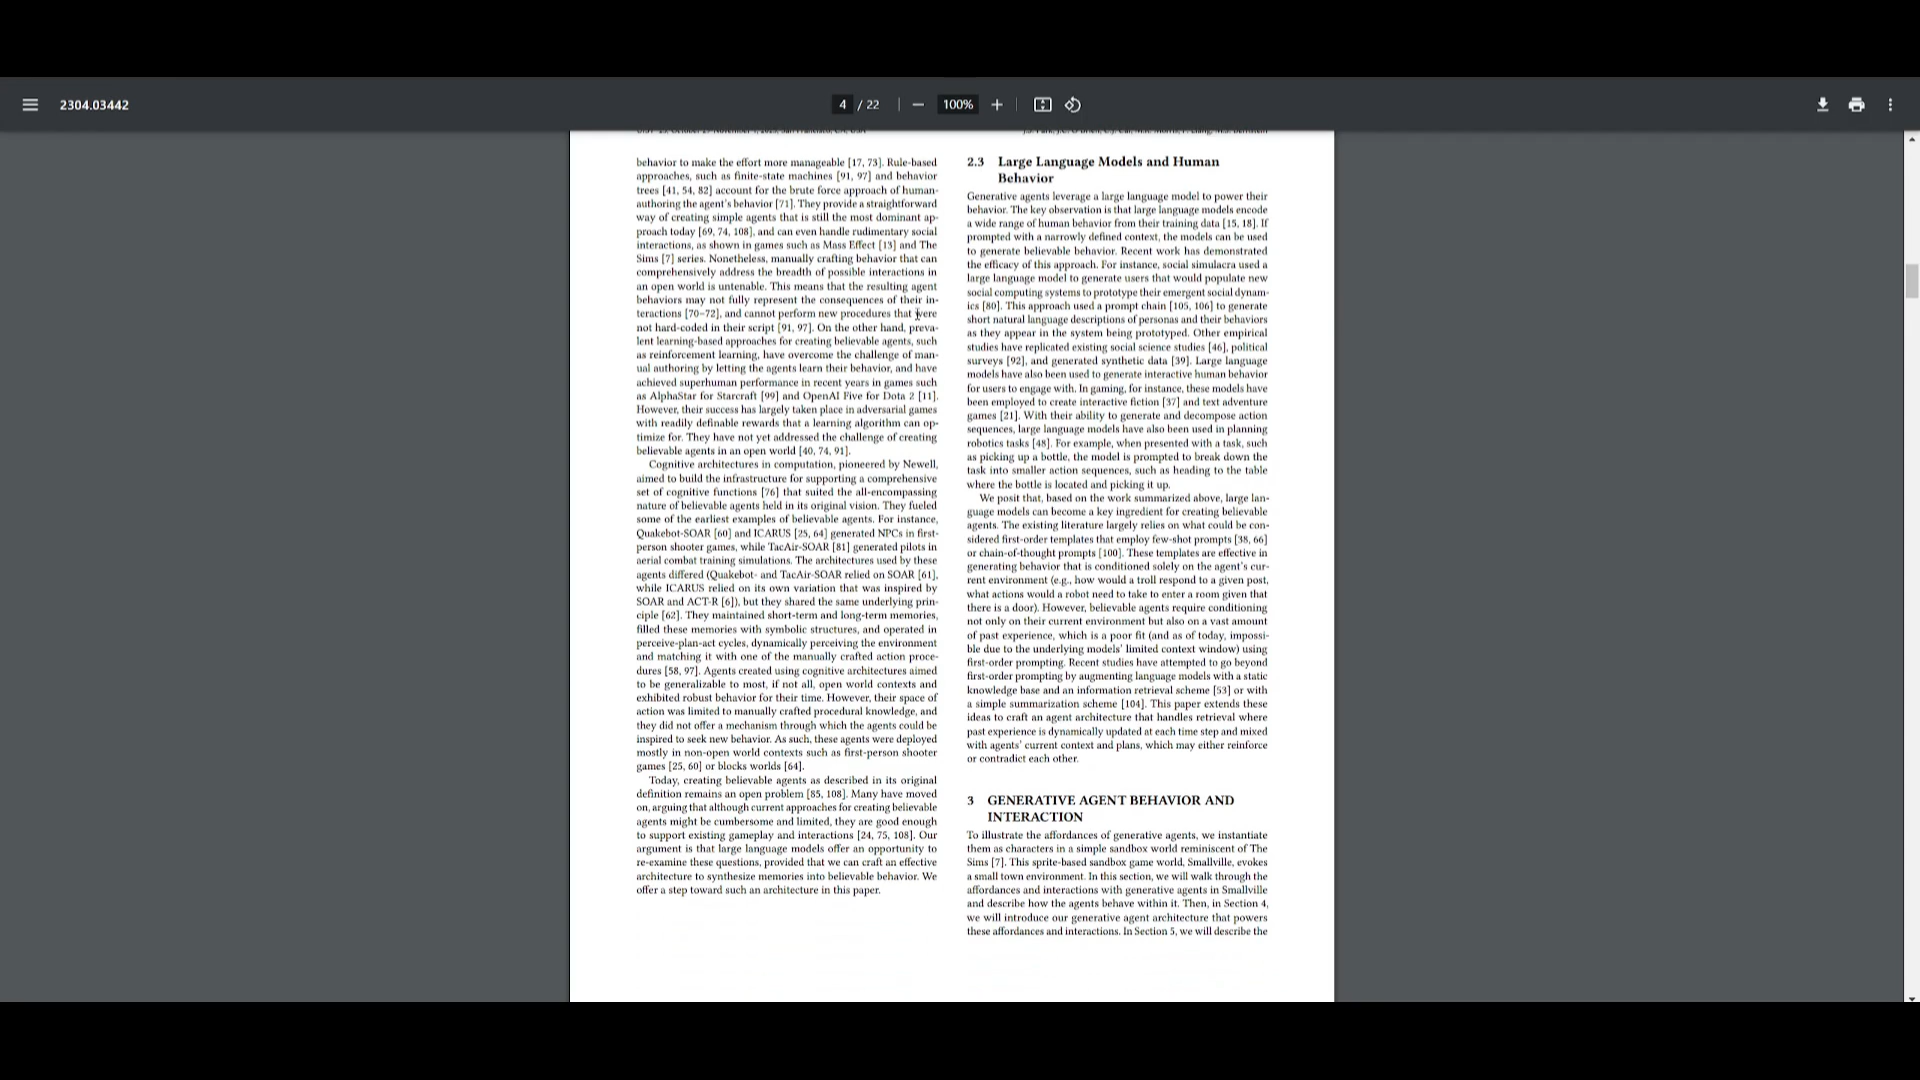 2304.03442
4 / 22
100%
behavior to make the effort more manageable [17, 73]. Rule-based
approaches, such as finite-state machines [91, 97] and behavior
trees [41, 54, 82] account for the brute force approach of human-
authoring the agent's behavior [71]. They provide a straightforward
way of creating simple agents that is still the most dominant ap-
proach today [69, 74, 108], and can even handle rudimentary social
interactions, as shown in games such as Mass Effect [13] and The
Sims [7] series. Nonetheless, manually crafting behavior that can
comprehensively address the breadth of possible interactions in
an open world is untenable. This means that the resulting agent
behaviors may not fully represent the consequences of their in-
teractions [70–72], and cannot perform new procedures that were
not hard-coded in their script [91, 97]. On the other hand, preva-
lent learning-based approaches for creating believable agents, such
as reinforcement learning, have overcome the challenge of man-
ual authoring by letting the agents learn their behavior, and have
achieved superhuman performance in recent years in games such
as AlphaStar for Starcraft [99] and OpenAI Five for Dota 2 [11].
However, their success has largely taken place in adversarial games
with readily definable rewards that a learning algorithm can op-
timize for. They have not yet addressed the challenge of creating
believable agents in an open world [40, 74, 91].
Cognitive architectures in computation, pioneered by Newell,
aimed to build the infrastructure for supporting a comprehensive
set of cognitive functions [76] that suited the all-encompassing
nature of believable agents held in its original vision. They fueled
some of the earliest examples of believable agents. For instance,
Quakebot-SOAR [60] and ICARUS [25, 64] generated NPCs in first-
person shooter games, while TacAir-SOAR [81] generated pilots in
aerial combat training simulations. The architectures used by these
agents differed (Quakebot- and TacAir-SOAR relied on SOAR [61],
while ICARUS relied on its own variation that was inspired by
SOAR and ACT-R [6]), but they shared the same underlying prin-
ciple [62]. They maintained short-term and long-term memories,
filled these memories with symbolic structures, and operated in
perceive-plan-act cycles, dynamically perceiving the environment
and matching it with one of the manually crafted action proce-
dures [58, 97]. Agents created using cognitive architectures aimed
to be generalizable to most, if not all, open world contexts and
exhibited robust behavior for their time. However, their space of
action was limited to manually crafted procedural knowledge, and
they did not offer a mechanism through which the agents could be
inspired to seek new behavior. As such, these agents were deployed
mostly in non-open world contexts such as first-person shooter
games [25, 60] or blocks worlds [64].
Today, creating believable agents as described in its original
definition remains an open problem [85, 108]. Many have moved
on, arguing that although current approaches for creating believable
agents might be cumbersome and limited, they are good enough
to support existing gameplay and interactions [24, 75, 108]. Our
argument is that large language models offer an opportunity to
re-examine these questions, provided that we can craft an effective
architecture to synthesize memories into believable behavior. We
offer a step toward such an architecture in this paper.
2.3 Large Language Models and Human
Behavior
Generative agents leverage a large language model to power their
behavior. The key observation is that large language models encode
a wide range of human behavior from their training data [15, 18]. If
prompted with a narrowly defined context, the models can be used
to generate believable behavior. Recent work has demonstrated
the efficacy of this approach. For instance, social simulacra used a
large language model to generate users that would populate new
social computing systems to prototype their emergent social dynam-
ics [80]. This approach used a prompt chain [105, 106] to generate
short natural language descriptions of personas and their behaviors
as they appear in the system being prototyped. Other empirical
studies have replicated existing social science studies [46], political
surveys [92], and generated synthetic data [39]. Large language
models have also been used to generate interactive human behavior
for users to engage with. In gaming, for instance, these models have
been employed to create interactive fiction [37] and text adventure
games [21]. With their ability to generate and decompose action
sequences, large language models have also been used in planning
robotics tasks [48]. For example, when presented with a task, such
as picking up a bottle, the model is prompted to break down the
task into smaller action sequences, such as heading to the table
where the bottle is located and picking it up.
We posit that, based on the work summarized above, large lan-
guage models can become a key ingredient for creating believable
agents. The existing literature largely relies on what could be con-
sidered first-order templates that employ few-shot prompts [38, 66]
or chain-of-thought prompts [100]. These templates are effective in
generating behavior that is conditioned solely on the agent's cur-
rent environment (e.g., how would a troll respond to a given post,
what actions would a robot need to take to enter a room given that
there is a door). However, believable agents require conditioning
not only on their current environment but also on a vast amount
of past experience, which is a poor fit (and as of today, impossi-
ble due to the underlying models' limited context window) using
first-order prompting. Recent studies have attempted to go beyond
first-order prompting by augmenting language models with a static
knowledge base and an information retrieval scheme [53] or with
a simple summarization scheme [104]. This paper extends these
ideas to craft an agent architecture that handles retrieval where
past experience is dynamically updated at each time step and mixed
with agents' current context and plans, which may either reinforce
or contradict each other.
3 GENERATIVE AGENT BEHAVIOR AND
INTERACTION
To illustrate the affordances of generative agents, we instantiate
them as characters in a simple sandbox world reminiscent of The
Sims [7]. This sprite-based sandbox game world, Smallville, evokes
a small town environment. In this section, we will walk through the
affordances and interactions with generative agents in Smallville
and describe how the agents behave within it. Then, in Section 4,
we will introduce our generative agent architecture that powers
these affordances and interactions. In Section 5, we will describe the